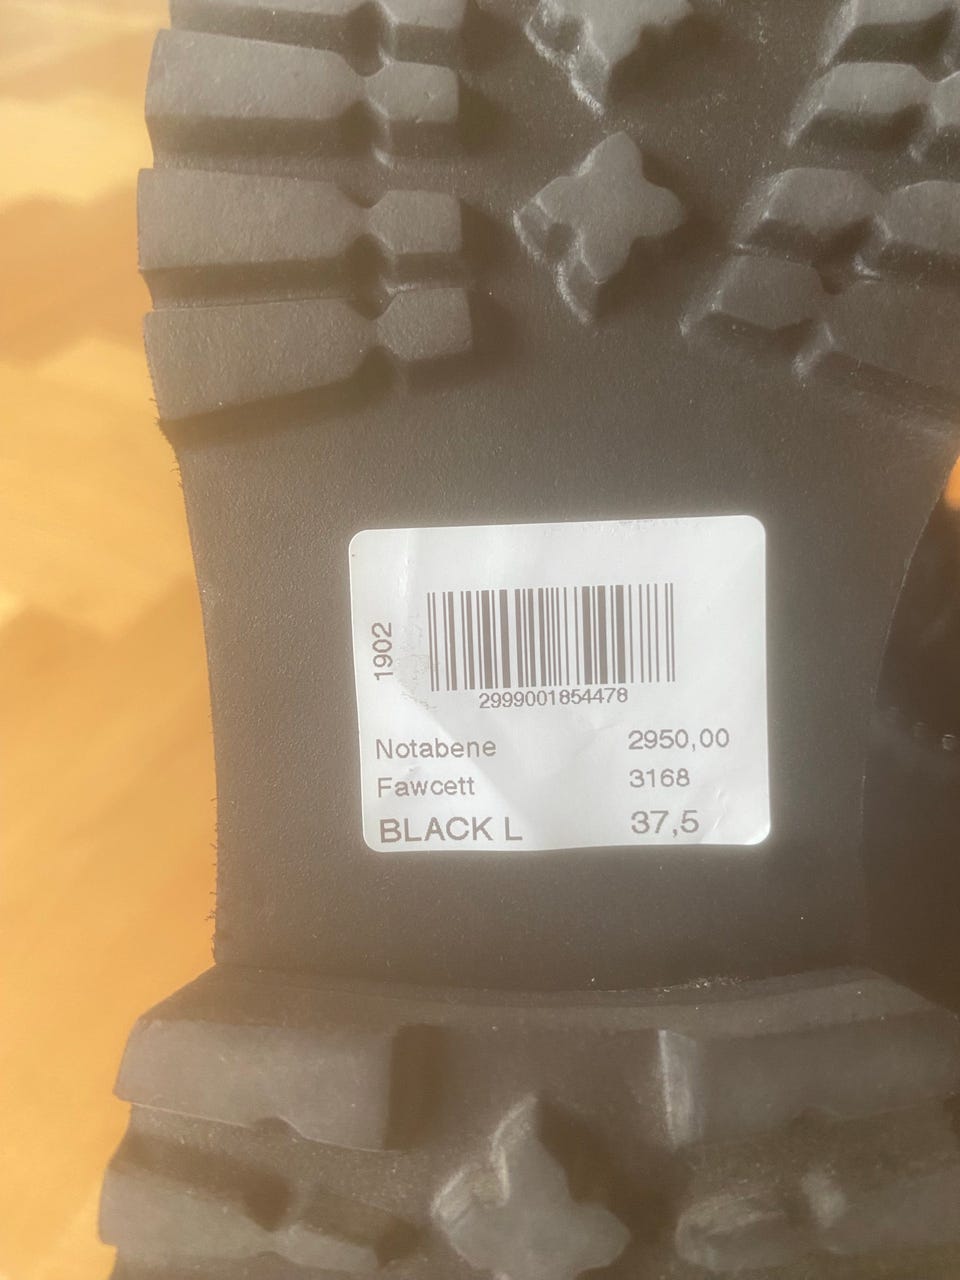 1902
2999001854478
Notabene 2950,00
Fawcett 3168
BLACK L 37,5